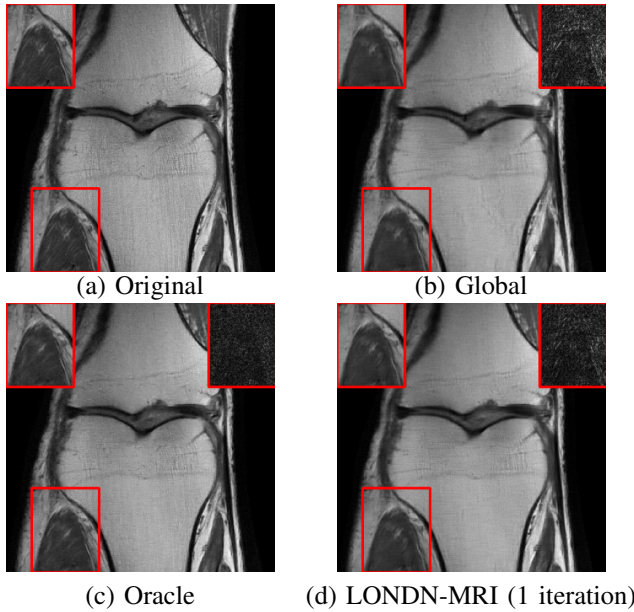 (a) Original
(b) Global
(c) Oracle
(d) LONDN-MRI (1 iteration)